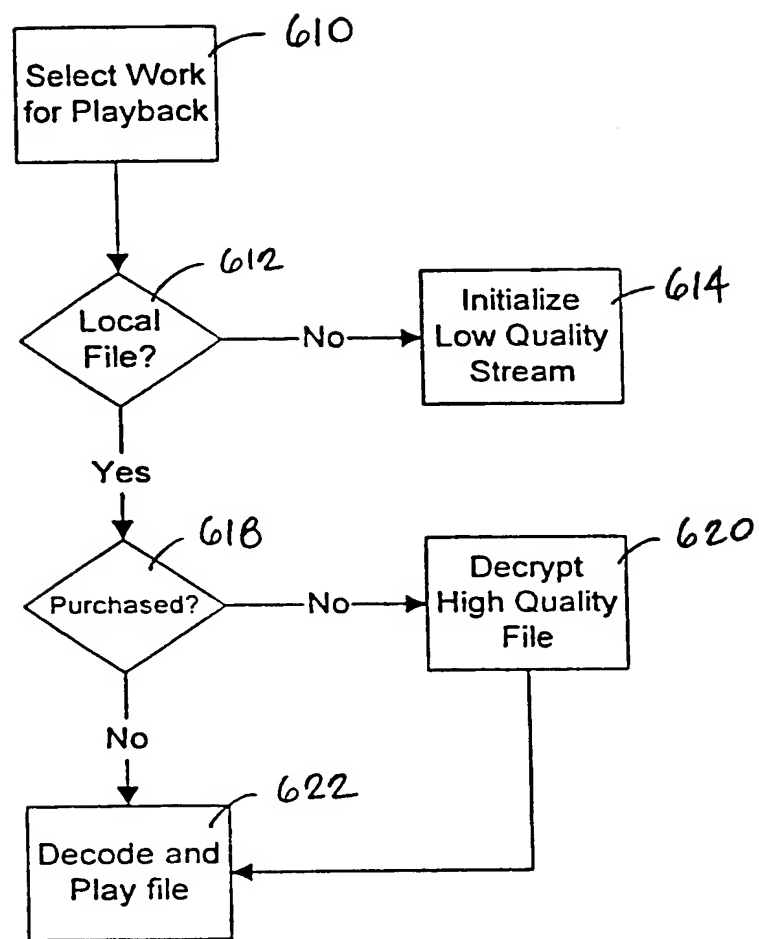 610
Select Work
for Playback
612
Local
File?
No
Initialize
Low Quality
Stream
614
Yes
618
Purchased?
No
Decrypt
High Quality
File
620
No
622
Decode and
Play file